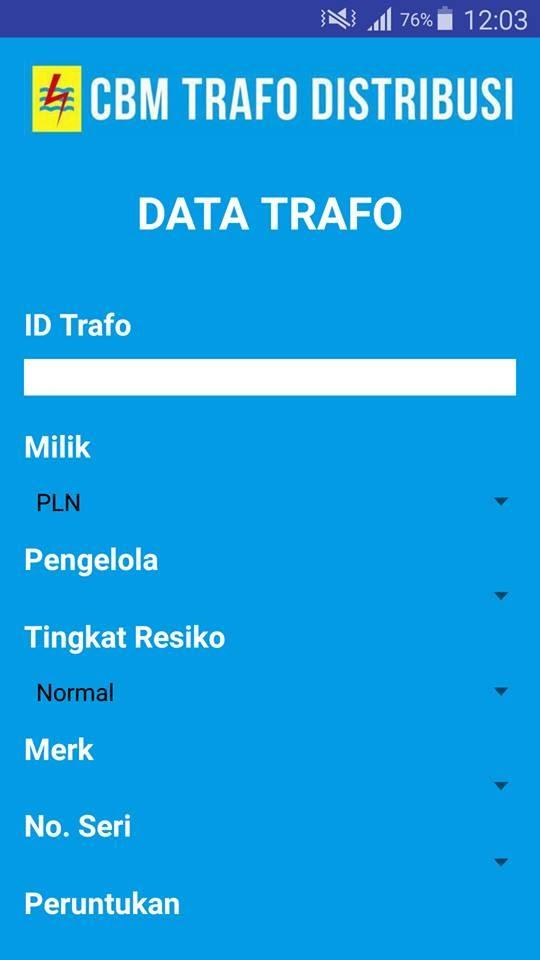 76% 12:03
CBM TRAFO DISTRIBUSI
DATA TRAFO
ID Trafo
Milik
PLN
Pengelola
Tingkat Resiko
Normal
Merk
No. Seri
Peruntukan